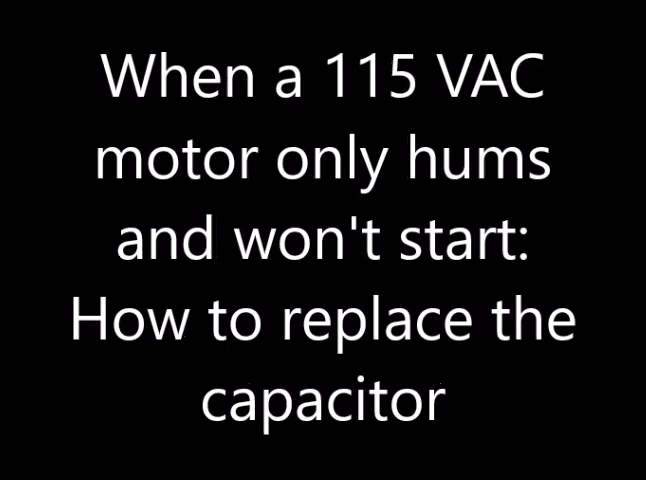 When a 115 VAC
motor only hums
and won't start:
How to replace the
capacitor